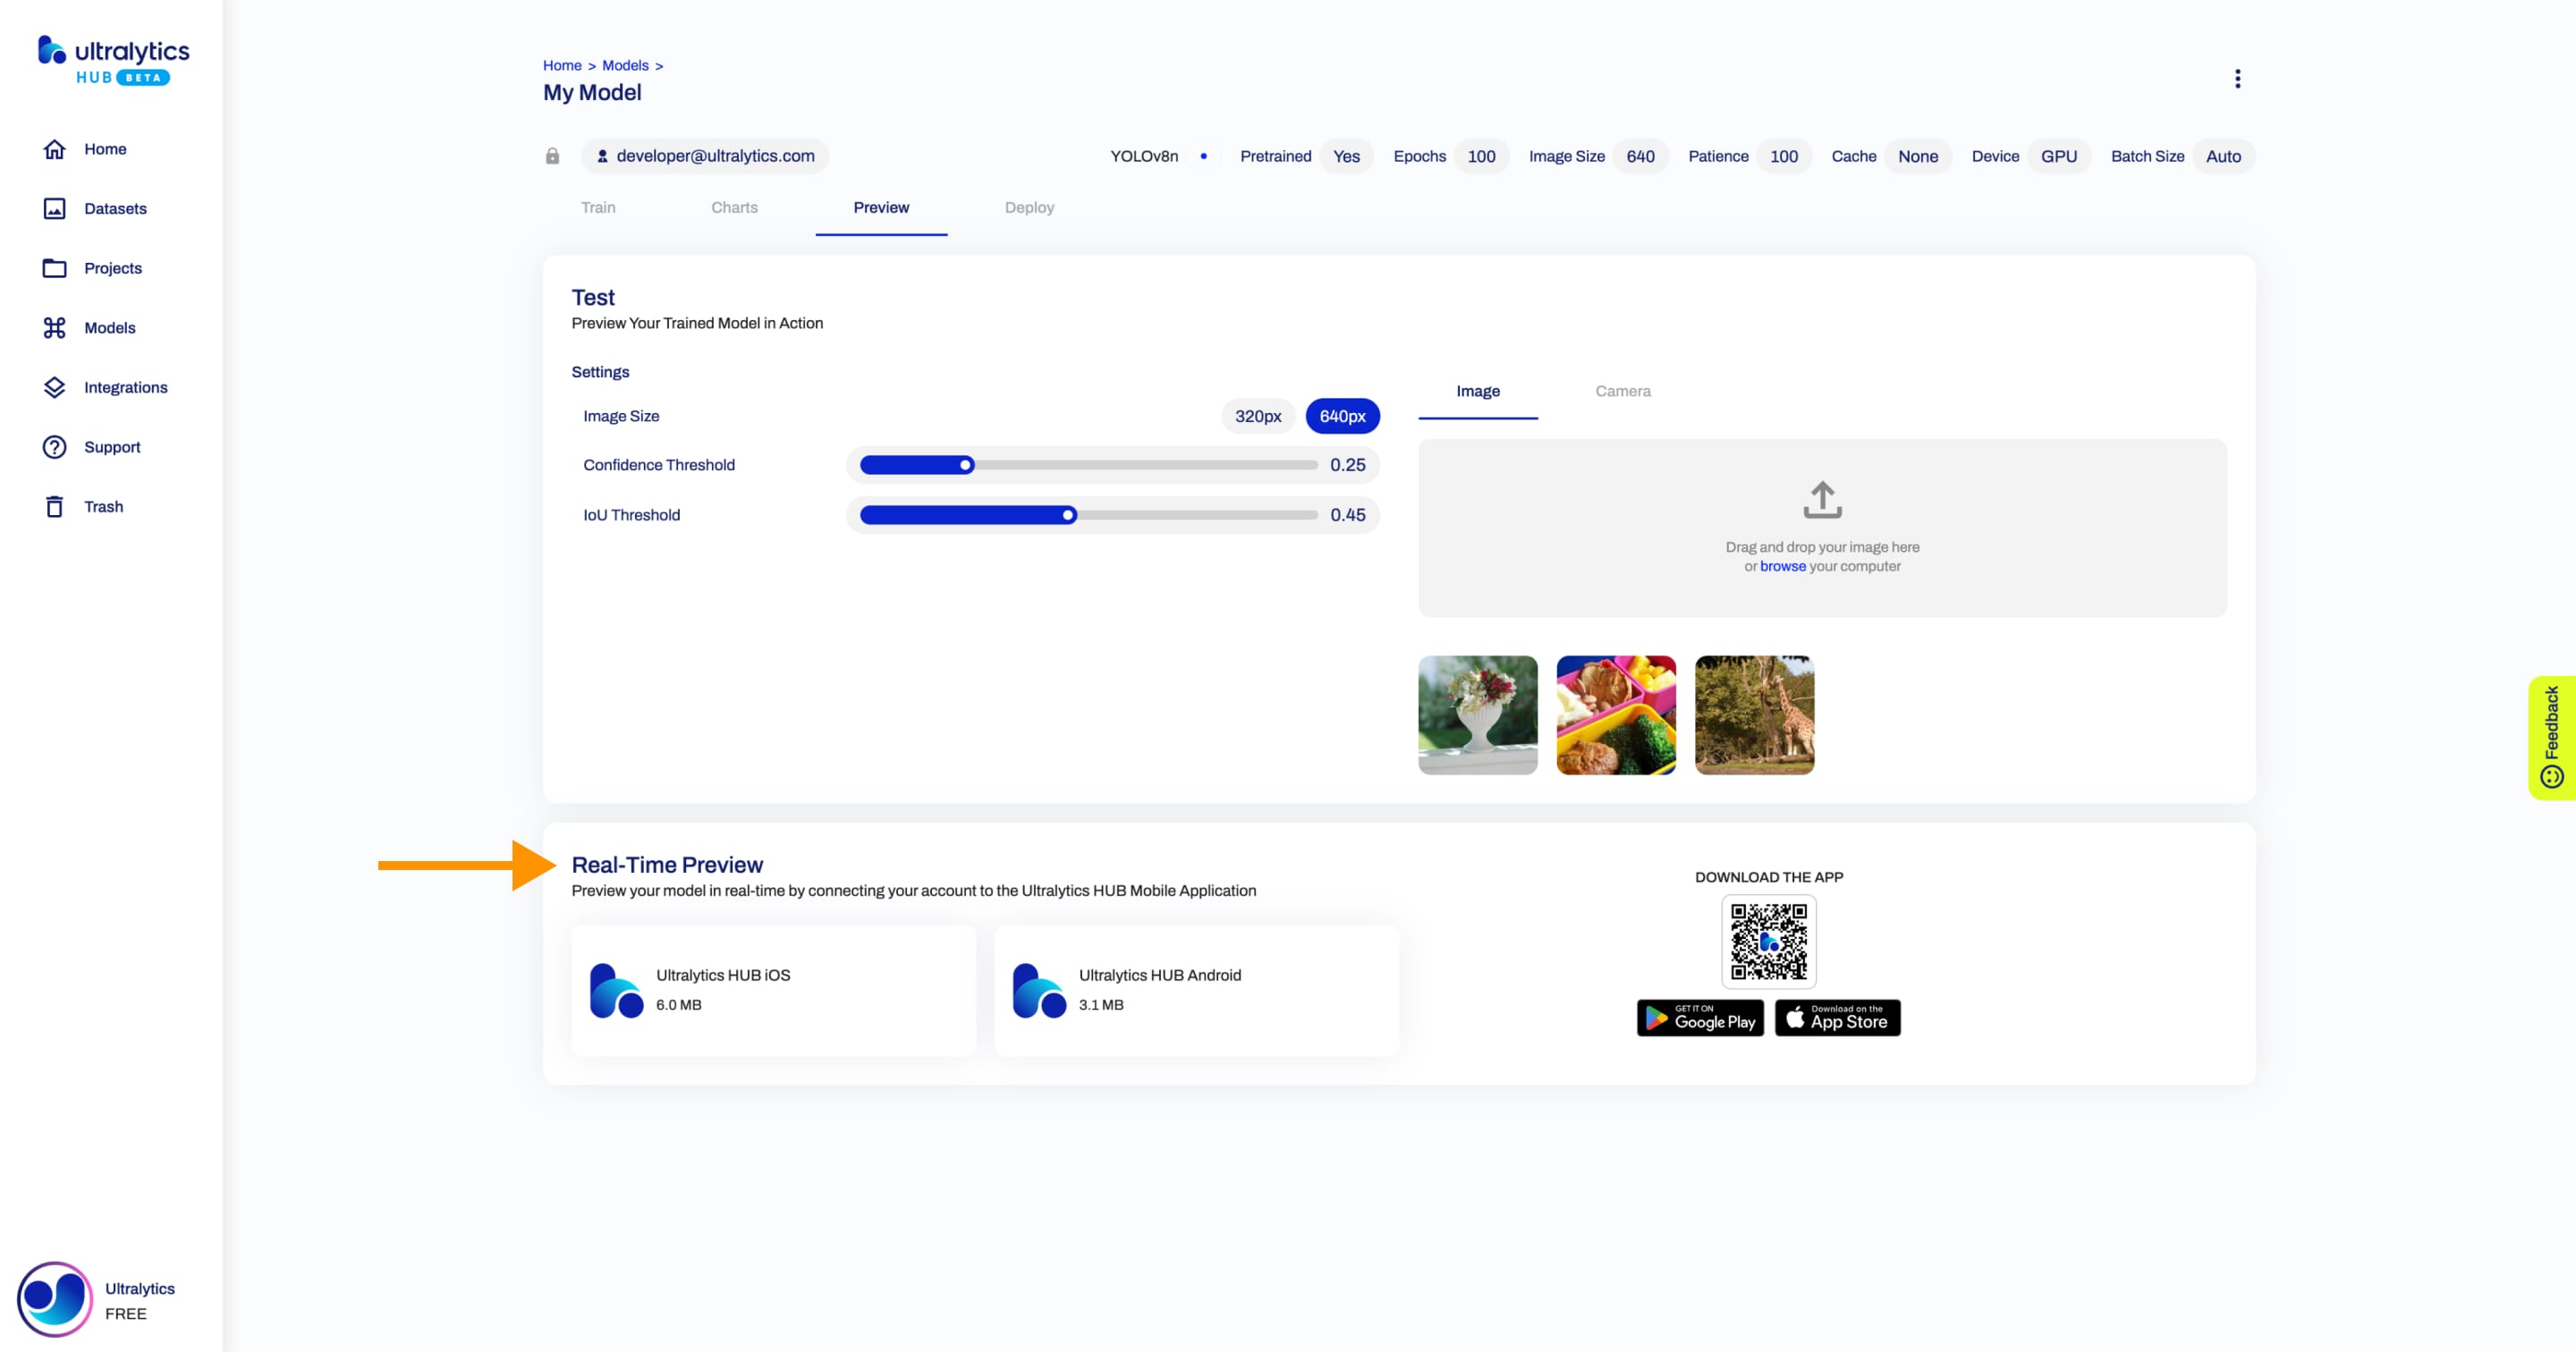 ultralytics
HUB BETA
Home
Datasets
Projects
Models
Integrations
Support
Trash
Ultralytics
FREE
Home > Models >
My Model
developer@ultralytics.com
YOLOv8n Pretrained Yes Epochs 100 Image Size 640 Patience 100 Cache None Device GPU Batch Size Auto
Train Charts Preview Deploy
Test
Preview Your Trained Model in Action
Settings
Image Size 320px 640px
Confidence Threshold 0.25
IoU Threshold 0.45
Image Camera
Drag and drop your image here
or browse your computer
Real-Time Preview
Preview your model in real-time by connecting your account to the Ultralytics HUB Mobile Application
Ultralytics HUB iOS
6.0 MB
Ultralytics HUB Android
3.1 MB
DOWNLOAD THE APP
GET IT ON
Google Play
Download on the
App Store
Feedback